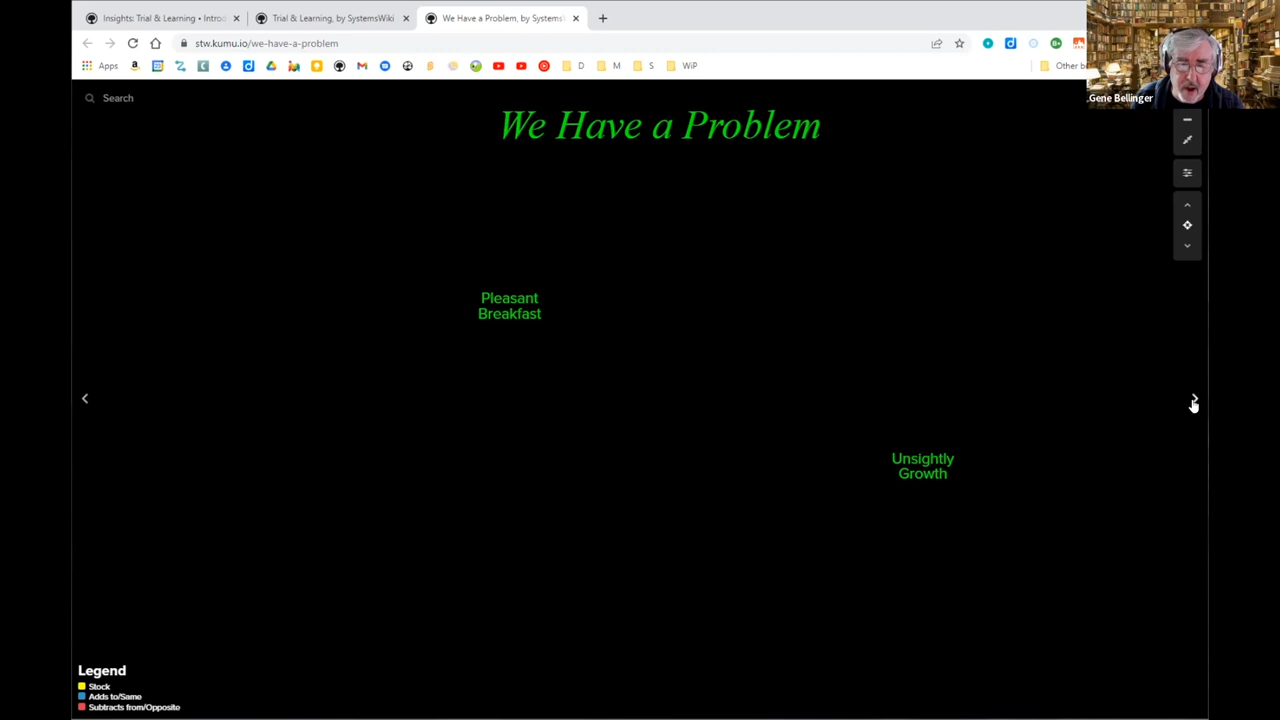 Insights: Trial & Learning • Introd
Trial & Learning, by SystemsWiki
We Have a Problem, by Systems
stw.kumu.io/we-have-a-problem
Apps
D
M
S
WiP
Other b
Gene Bellinger
Search
We Have a Problem
Pleasant
Breakfast
Unsightly
Growth
Legend
Stock
Adds to/Same
Subtracts from/Opposite